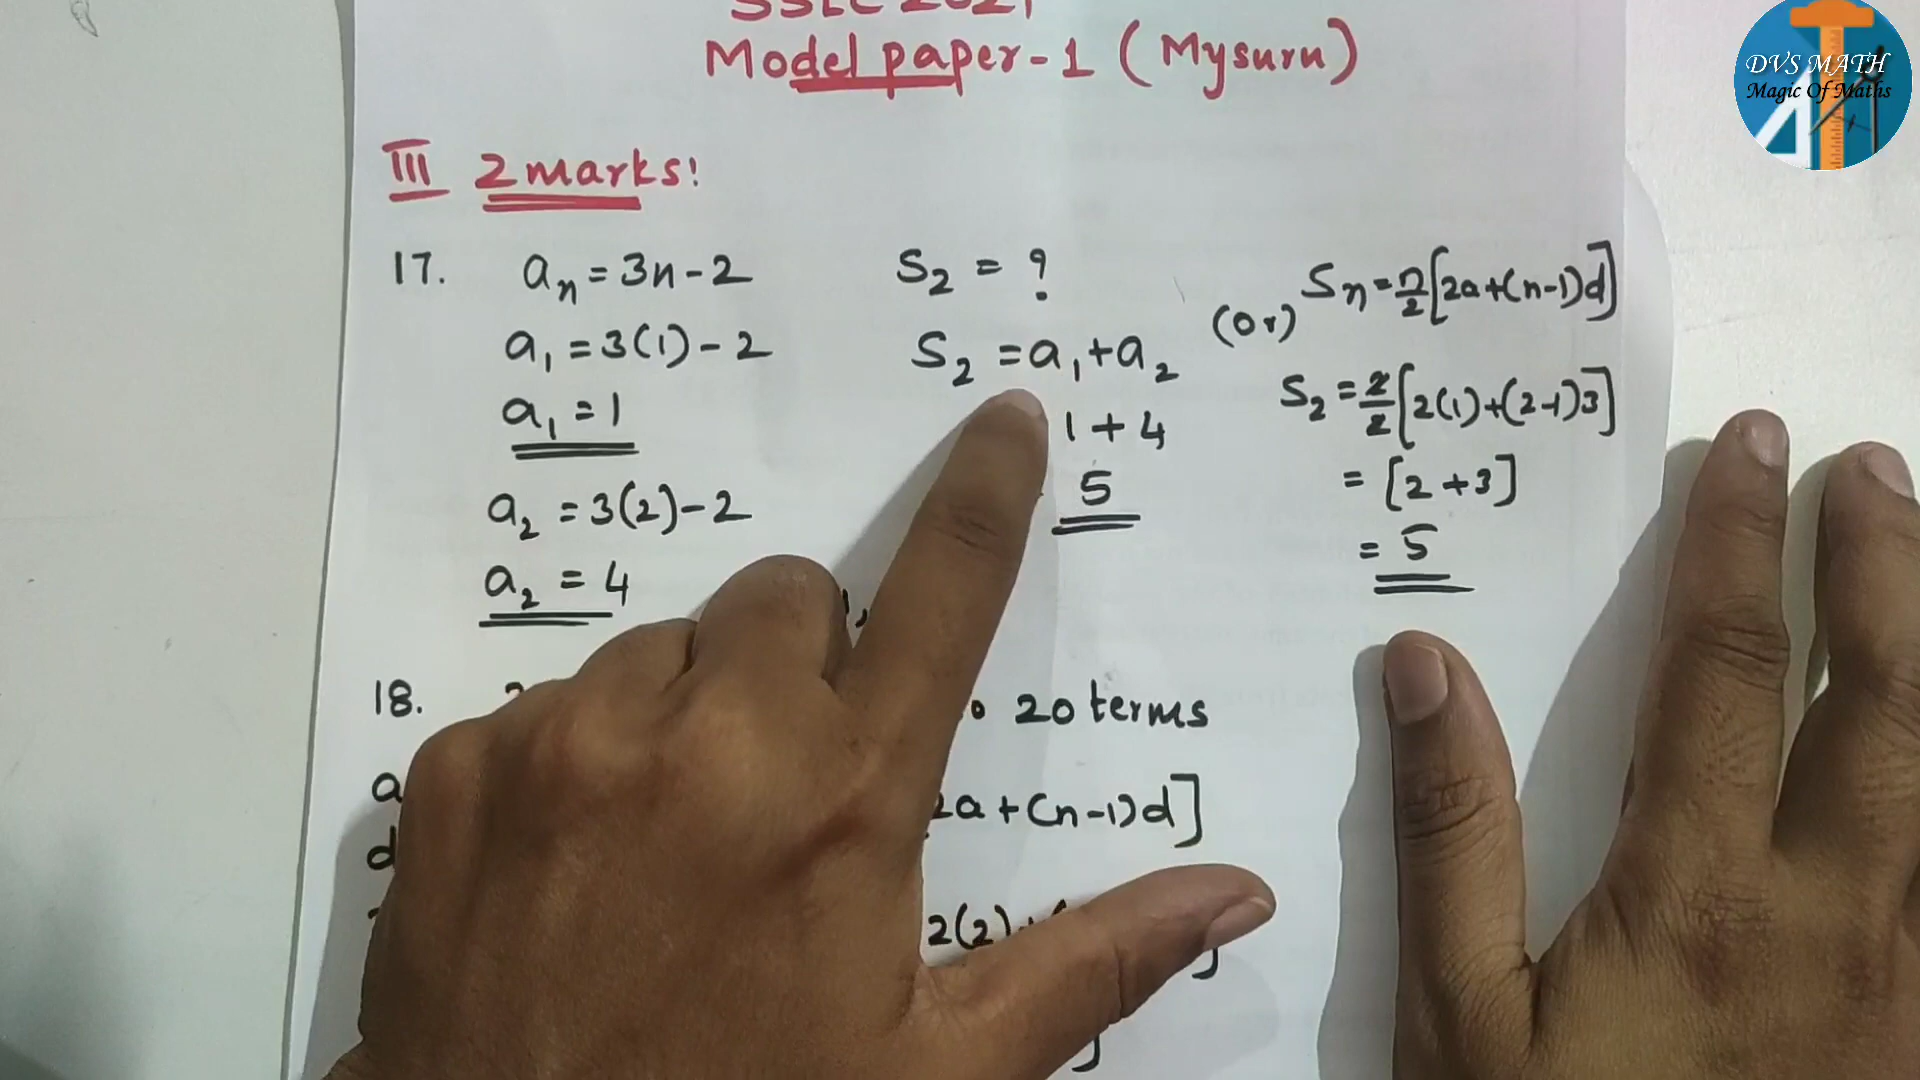 SSLC 2021
Model paper-1 (Mysuru)
DVS MATH
Magic Of Maths
III 2 marks:
17. aₙ = 3n-2
a₁ = 3(1) - 2
a₁ = 1
a₂ = 3(2)-2
a₂ = 4
S₂ = ?
S₂ = a₁+a₂
1+4
5
(Or) Sₙ = n/2[2a+(n-1)d]
S₂ = 2/2[2(1)+(2-1)3]
= [2+3]
= 5
18. 20 terms
a
2a+(n-1)d]
d
2(2)+